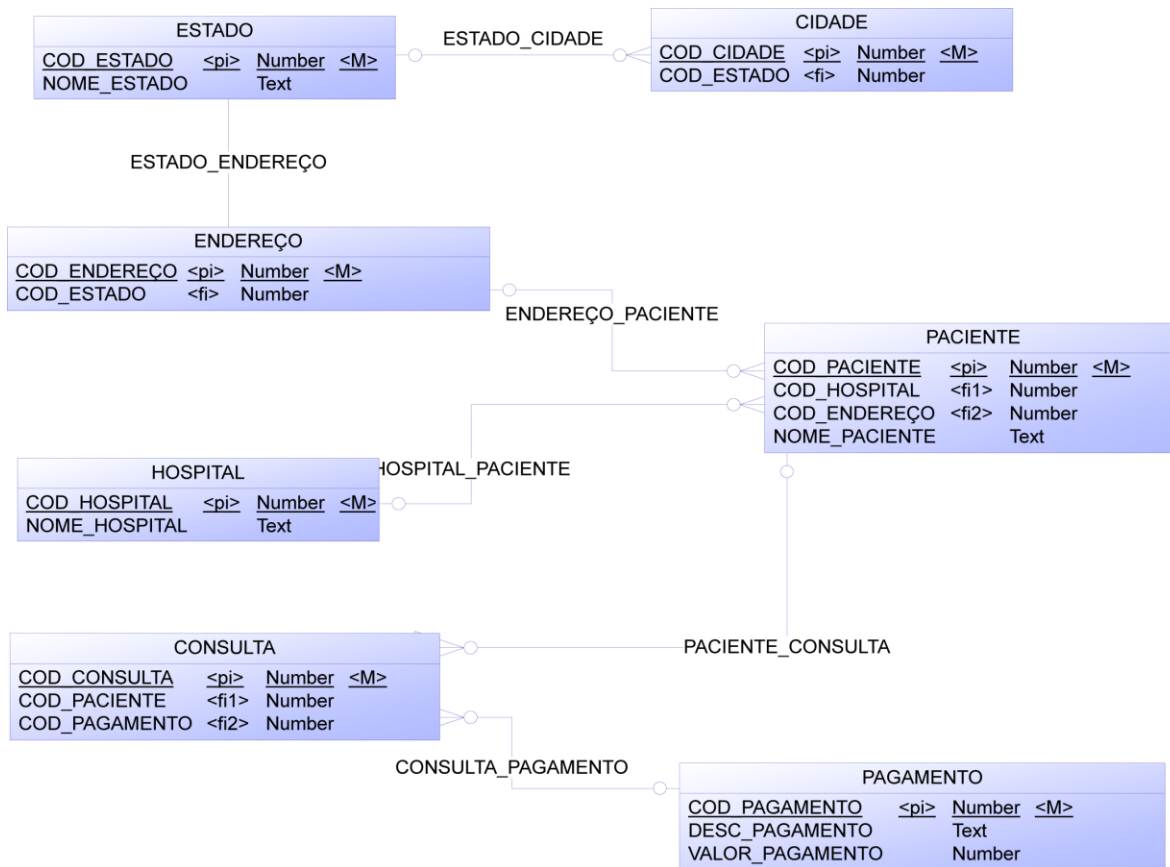 ESTADO
COD_ESTADO <pi> Number <M>
NOME_ESTADO Text
ESTADO_CIDADE
CIDADE
COD_CIDADE <pi> Number <M>
COD_ESTADO <fi> Number
ESTADO_ENDEREÇO
ENDEREÇO
COD_ENDEREÇO <pi> Number <M>
COD_ESTADO <fi> Number
ENDEREÇO_PACIENTE
PACIENTE
COD_PACIENTE <pi> Number <M>
COD_HOSPITAL <fi1> Number
COD_ENDEREÇO <fi2> Number
NOME_PACIENTE Text
HOSPITAL_PACIENTE
HOSPITAL
COD_HOSPITAL <pi> Number <M>
NOME_HOSPITAL Text
PACIENTE_CONSULTA
CONSULTA
COD_CONSULTA <pi> Number <M>
COD_PACIENTE <fi1> Number
COD_PAGAMENTO <fi2> Number
CONSULTA_PAGAMENTO
PAGAMENTO
COD_PAGAMENTO <pi> Number <M>
DESC_PAGAMENTO Text
VALOR_PAGAMENTO Number